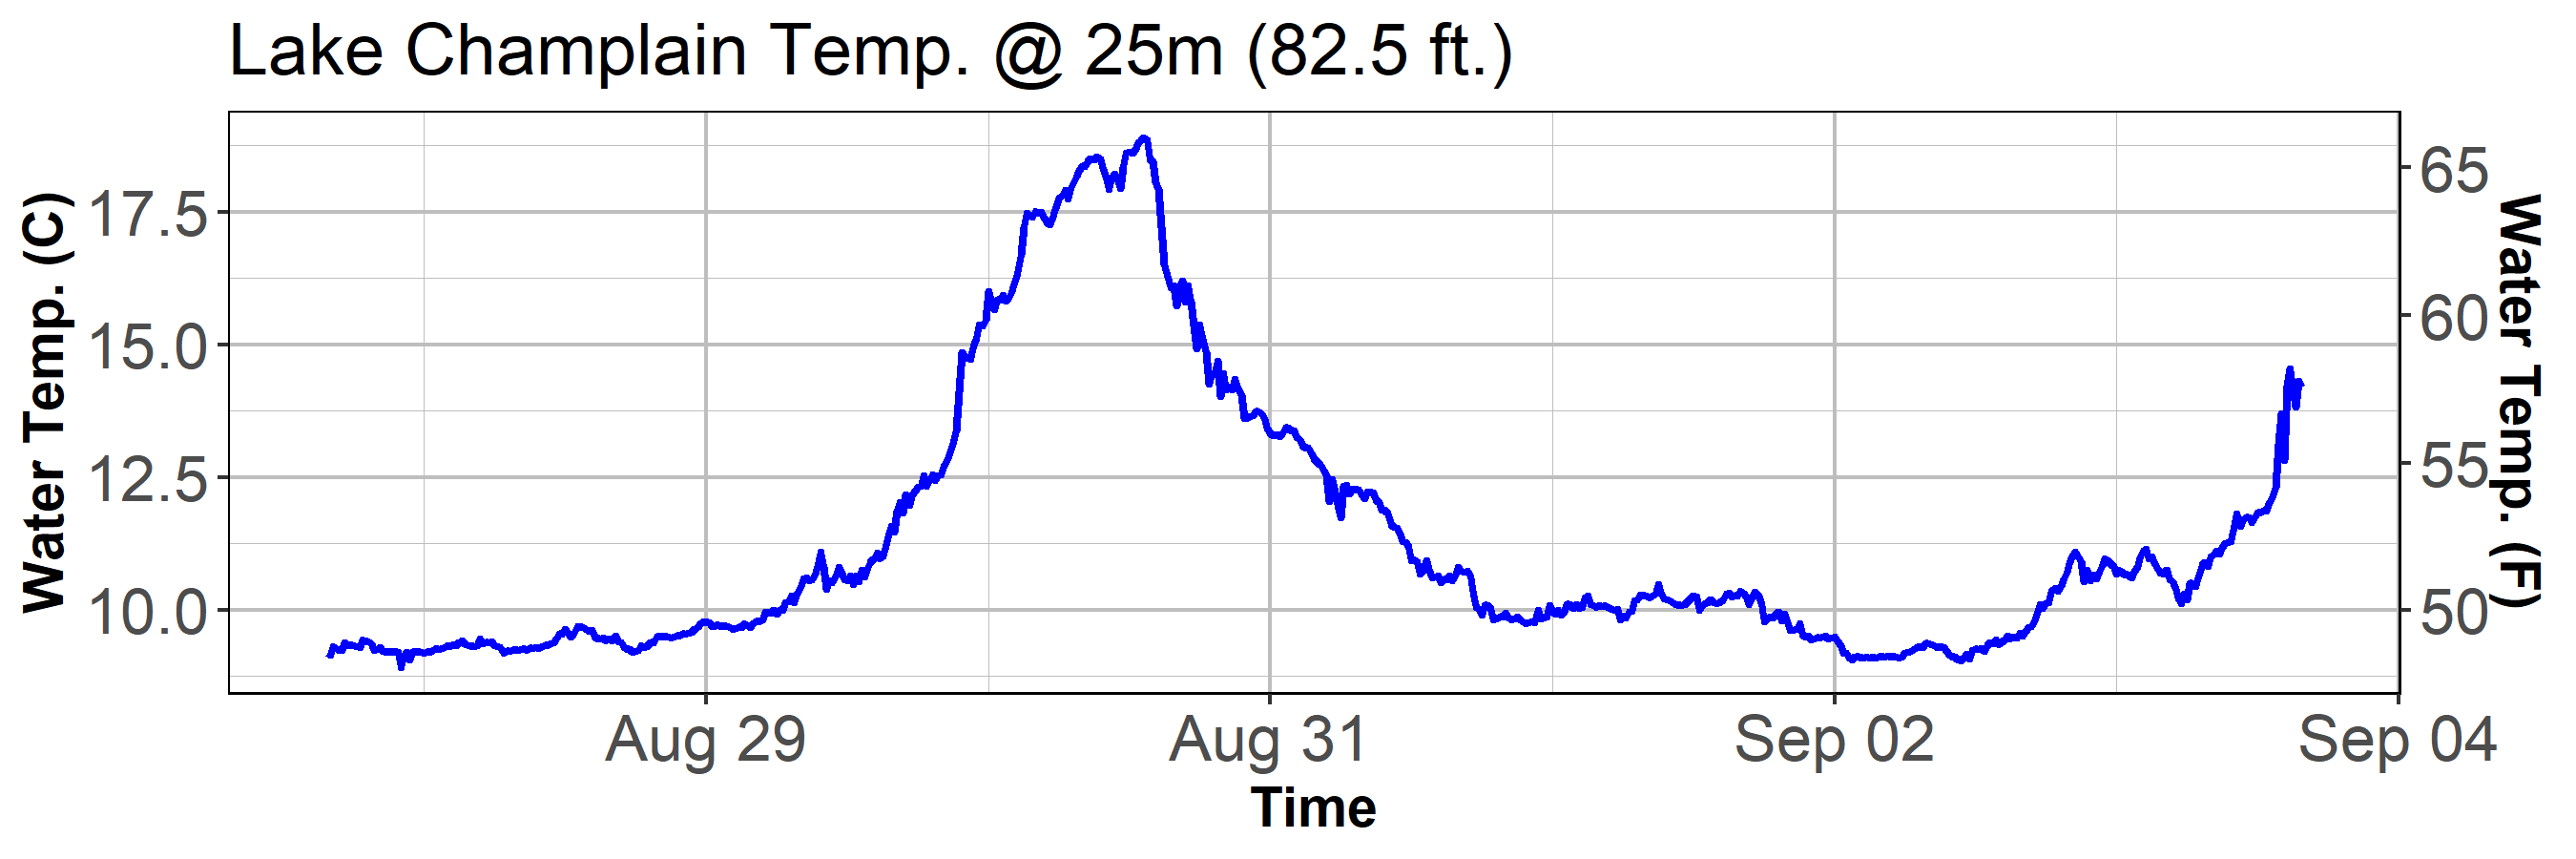 Lake Champlain Temp. @ 25m (82.5 ft.)
Water Temp. (C)
17.5
15.0
12.5
10.0
65
60
55
50
Water Temp. (F)
Aug 29
Aug 31
Sep 02
Sep 04
Time